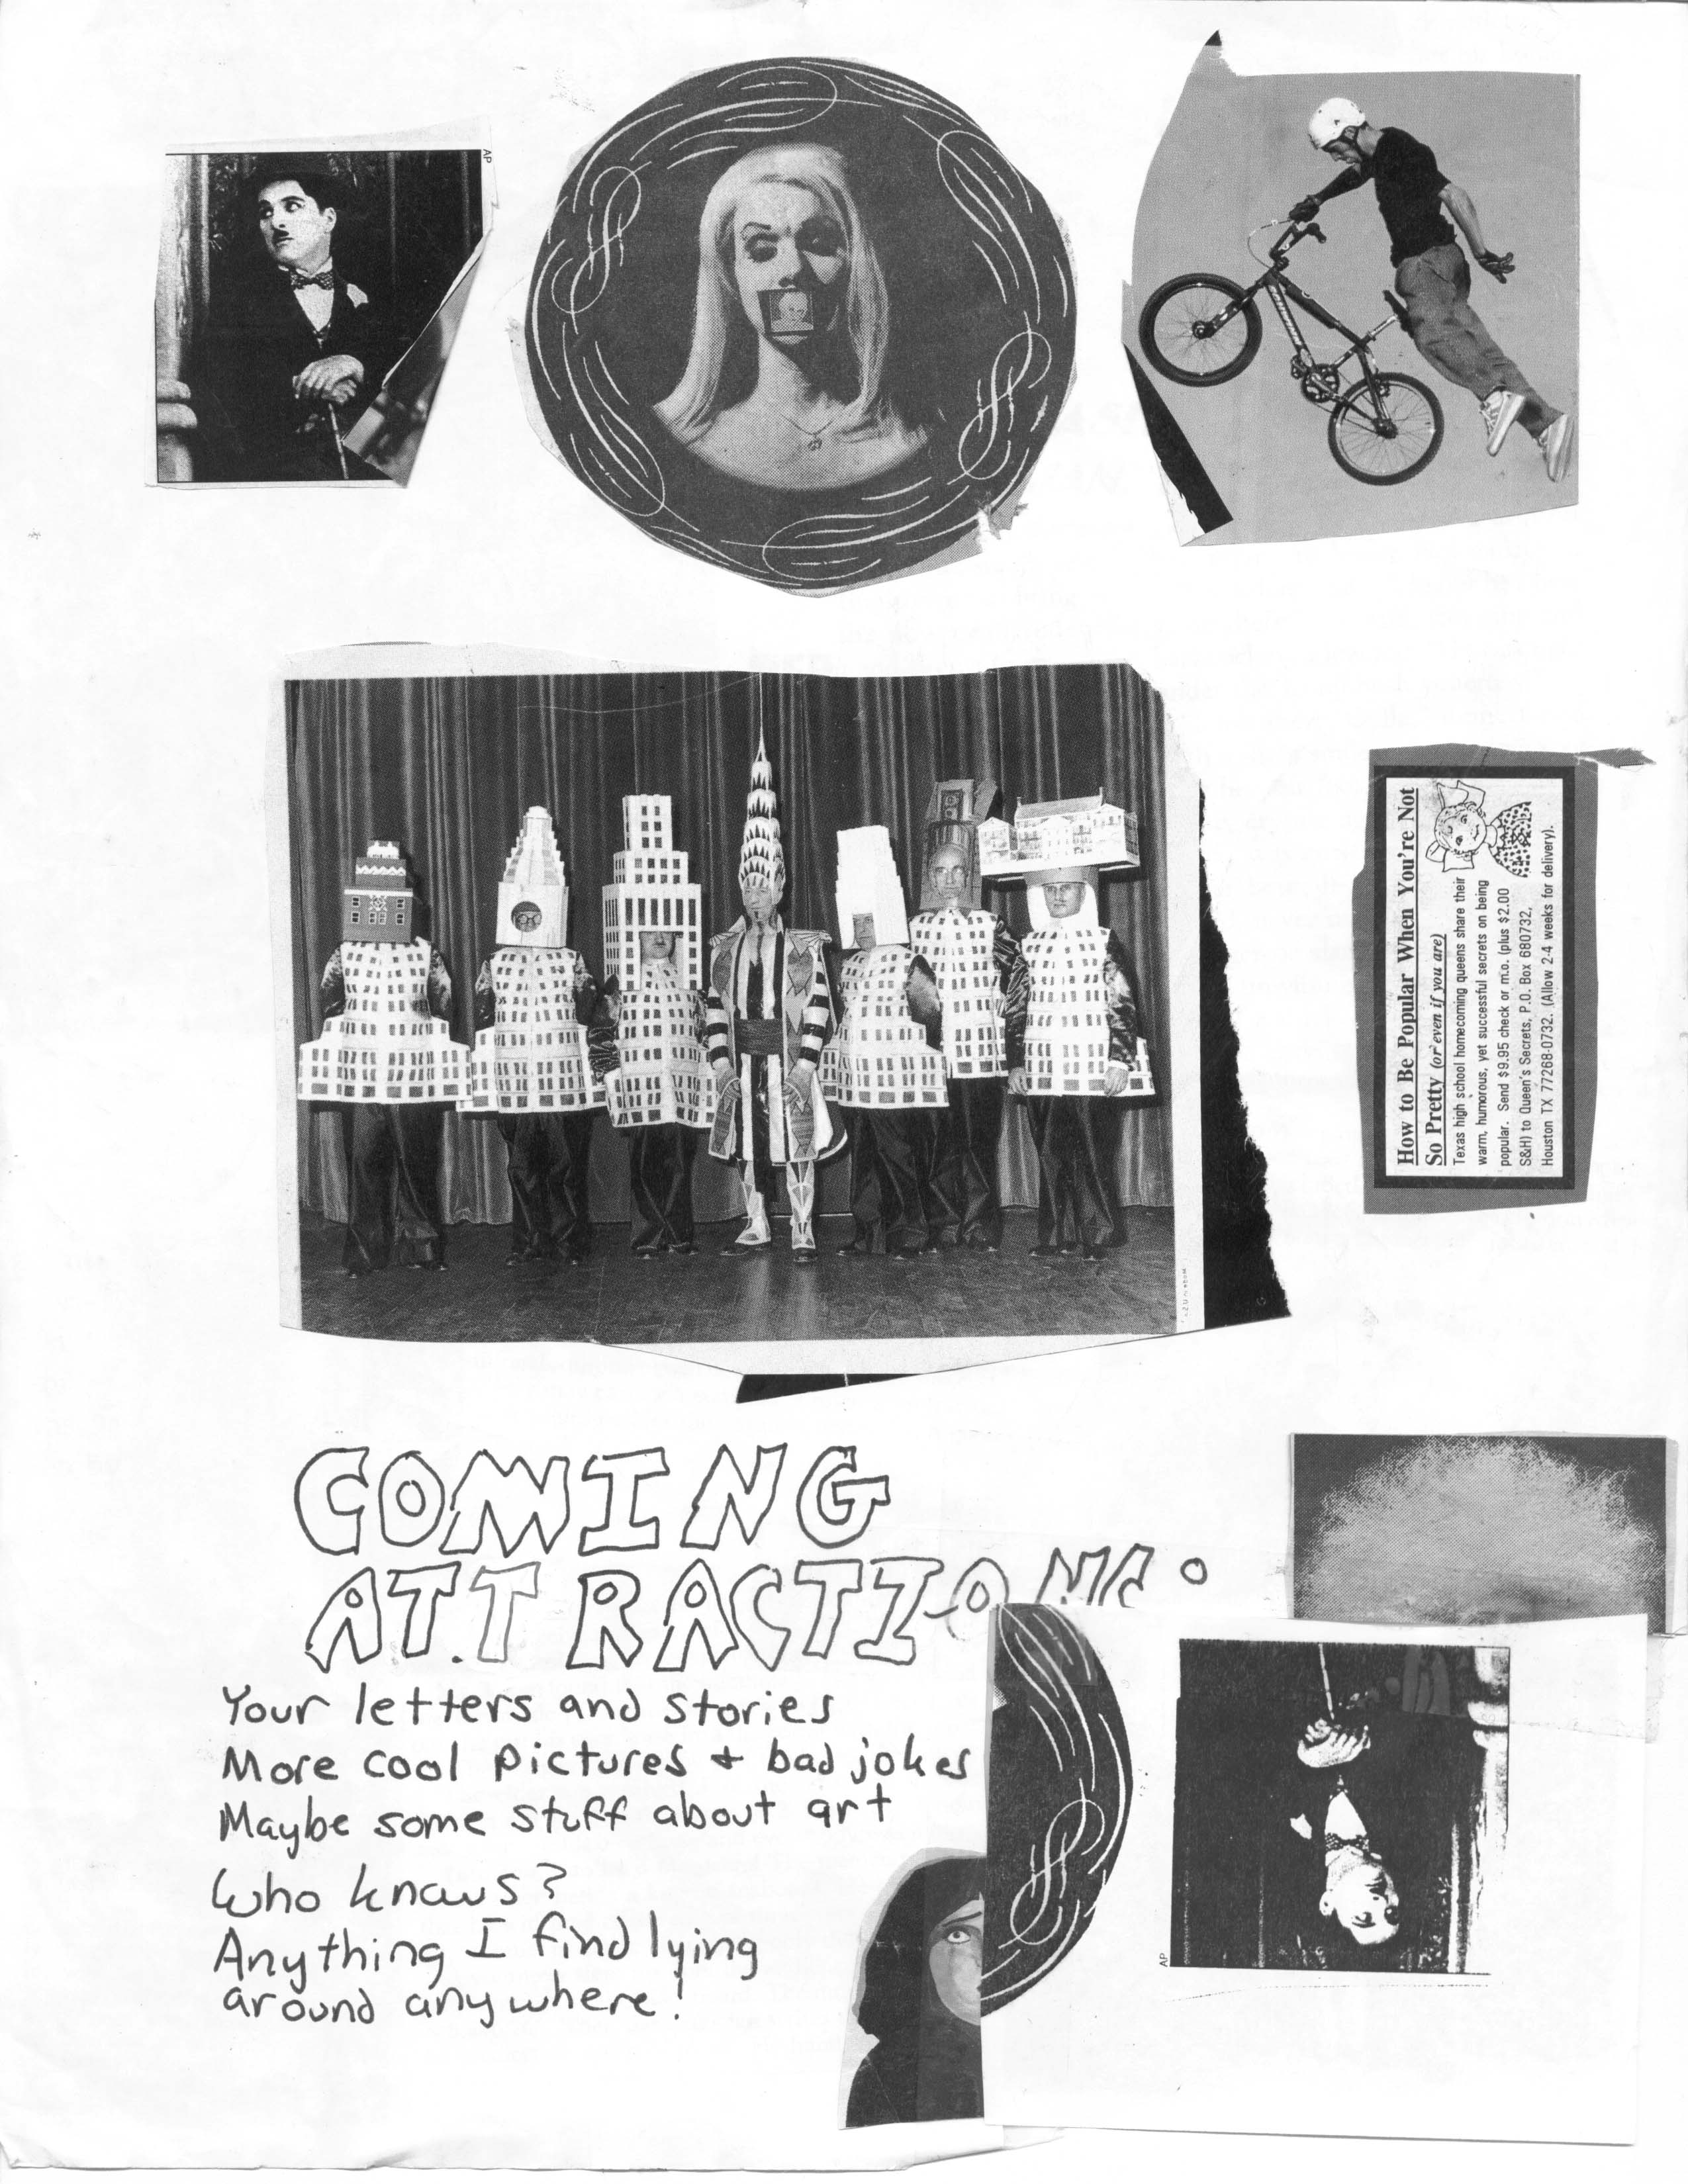 AP
How to Be Popular When You're Not
So Pretty (or even if you are)
Texas high school homecoming queens share their
warm, humorous, yet successful secrets on being
popular. Send $9.95 check or m.o. (plus $2.00
S&H) to Queen's Secrets, P.O. Box 680732,
Houston TX 77268-0732. (Allow 2-4 weeks for delivery).
COMING
ATTRACTIONS
Your letters and stories
More cool pictures + bad jokes
Maybe some stuff about art
Who knows?
Anything I find lying
around anywhere!
AP